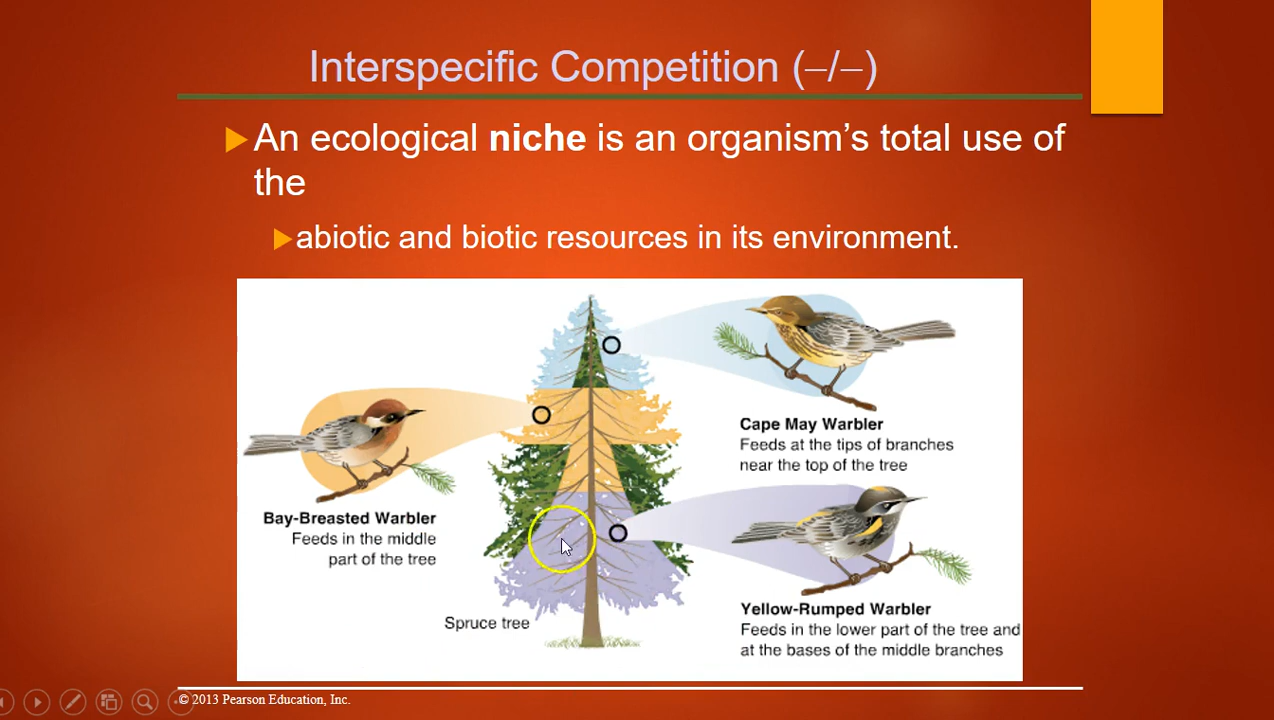 Interspecific Competition (–/–)
An ecological niche is an organism’s total use of
the
abiotic and biotic resources in its environment.
Cape May Warbler
Feeds at the tips of branches
near the top of the tree
Bay-Breasted Warbler
Feeds in the middle
part of the tree
Yellow-Rumped Warbler
Feeds in the lower part of the tree and
at the bases of the middle branches
Spruce tree
© 2013 Pearson Education, Inc.